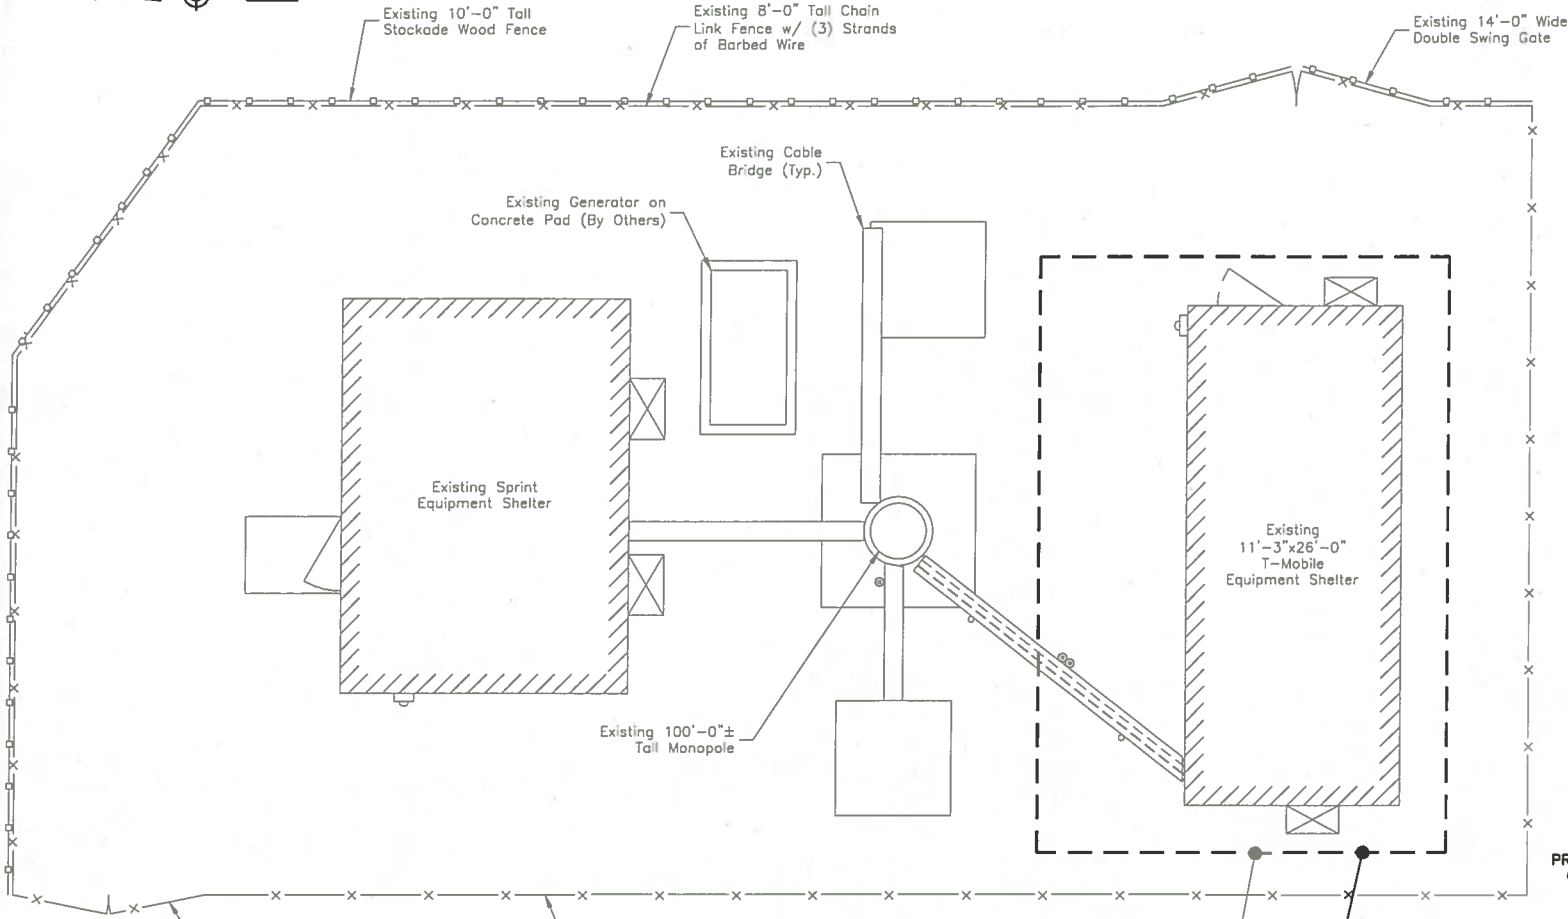 Existing 10'-0" Tall
Stockade Wood Fence
Existing 8'-0" Tall Chain
Link Fence w/ (3) Strands
of Barbed Wire
Existing 14'-0" Wide
Double Swing Gate
Existing Cable
Bridge (Typ.)
Existing Generator on
Concrete Pad (By Others)
Existing Sprint
Equipment Shelter
Existing
11'-3"x26'-0"
T-Mobile
Equipment Shelter
Existing 100'-0"±
Tall Monopole
PR